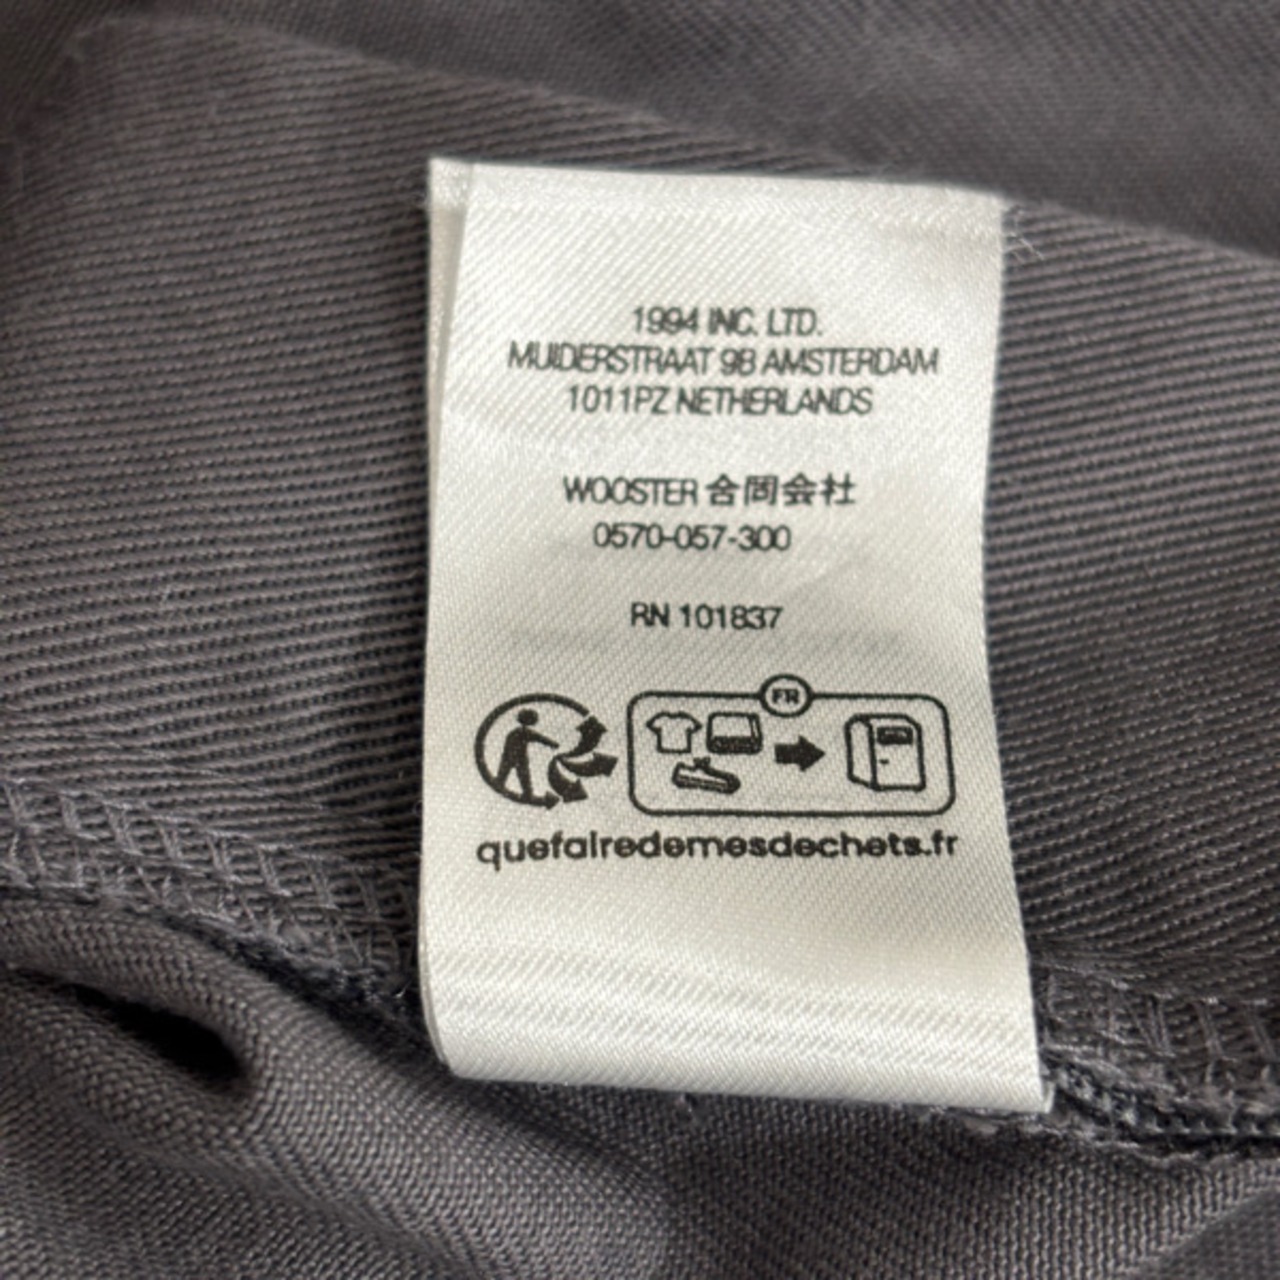 1994 INC. LTD.
MUIDERSTRAAT 9B AMSTERDAM
1011PZ NETHERLANDS
WOOSTER 合同会社
0570-057-300
RN 101837
FR
quefairedemesdechets.fr